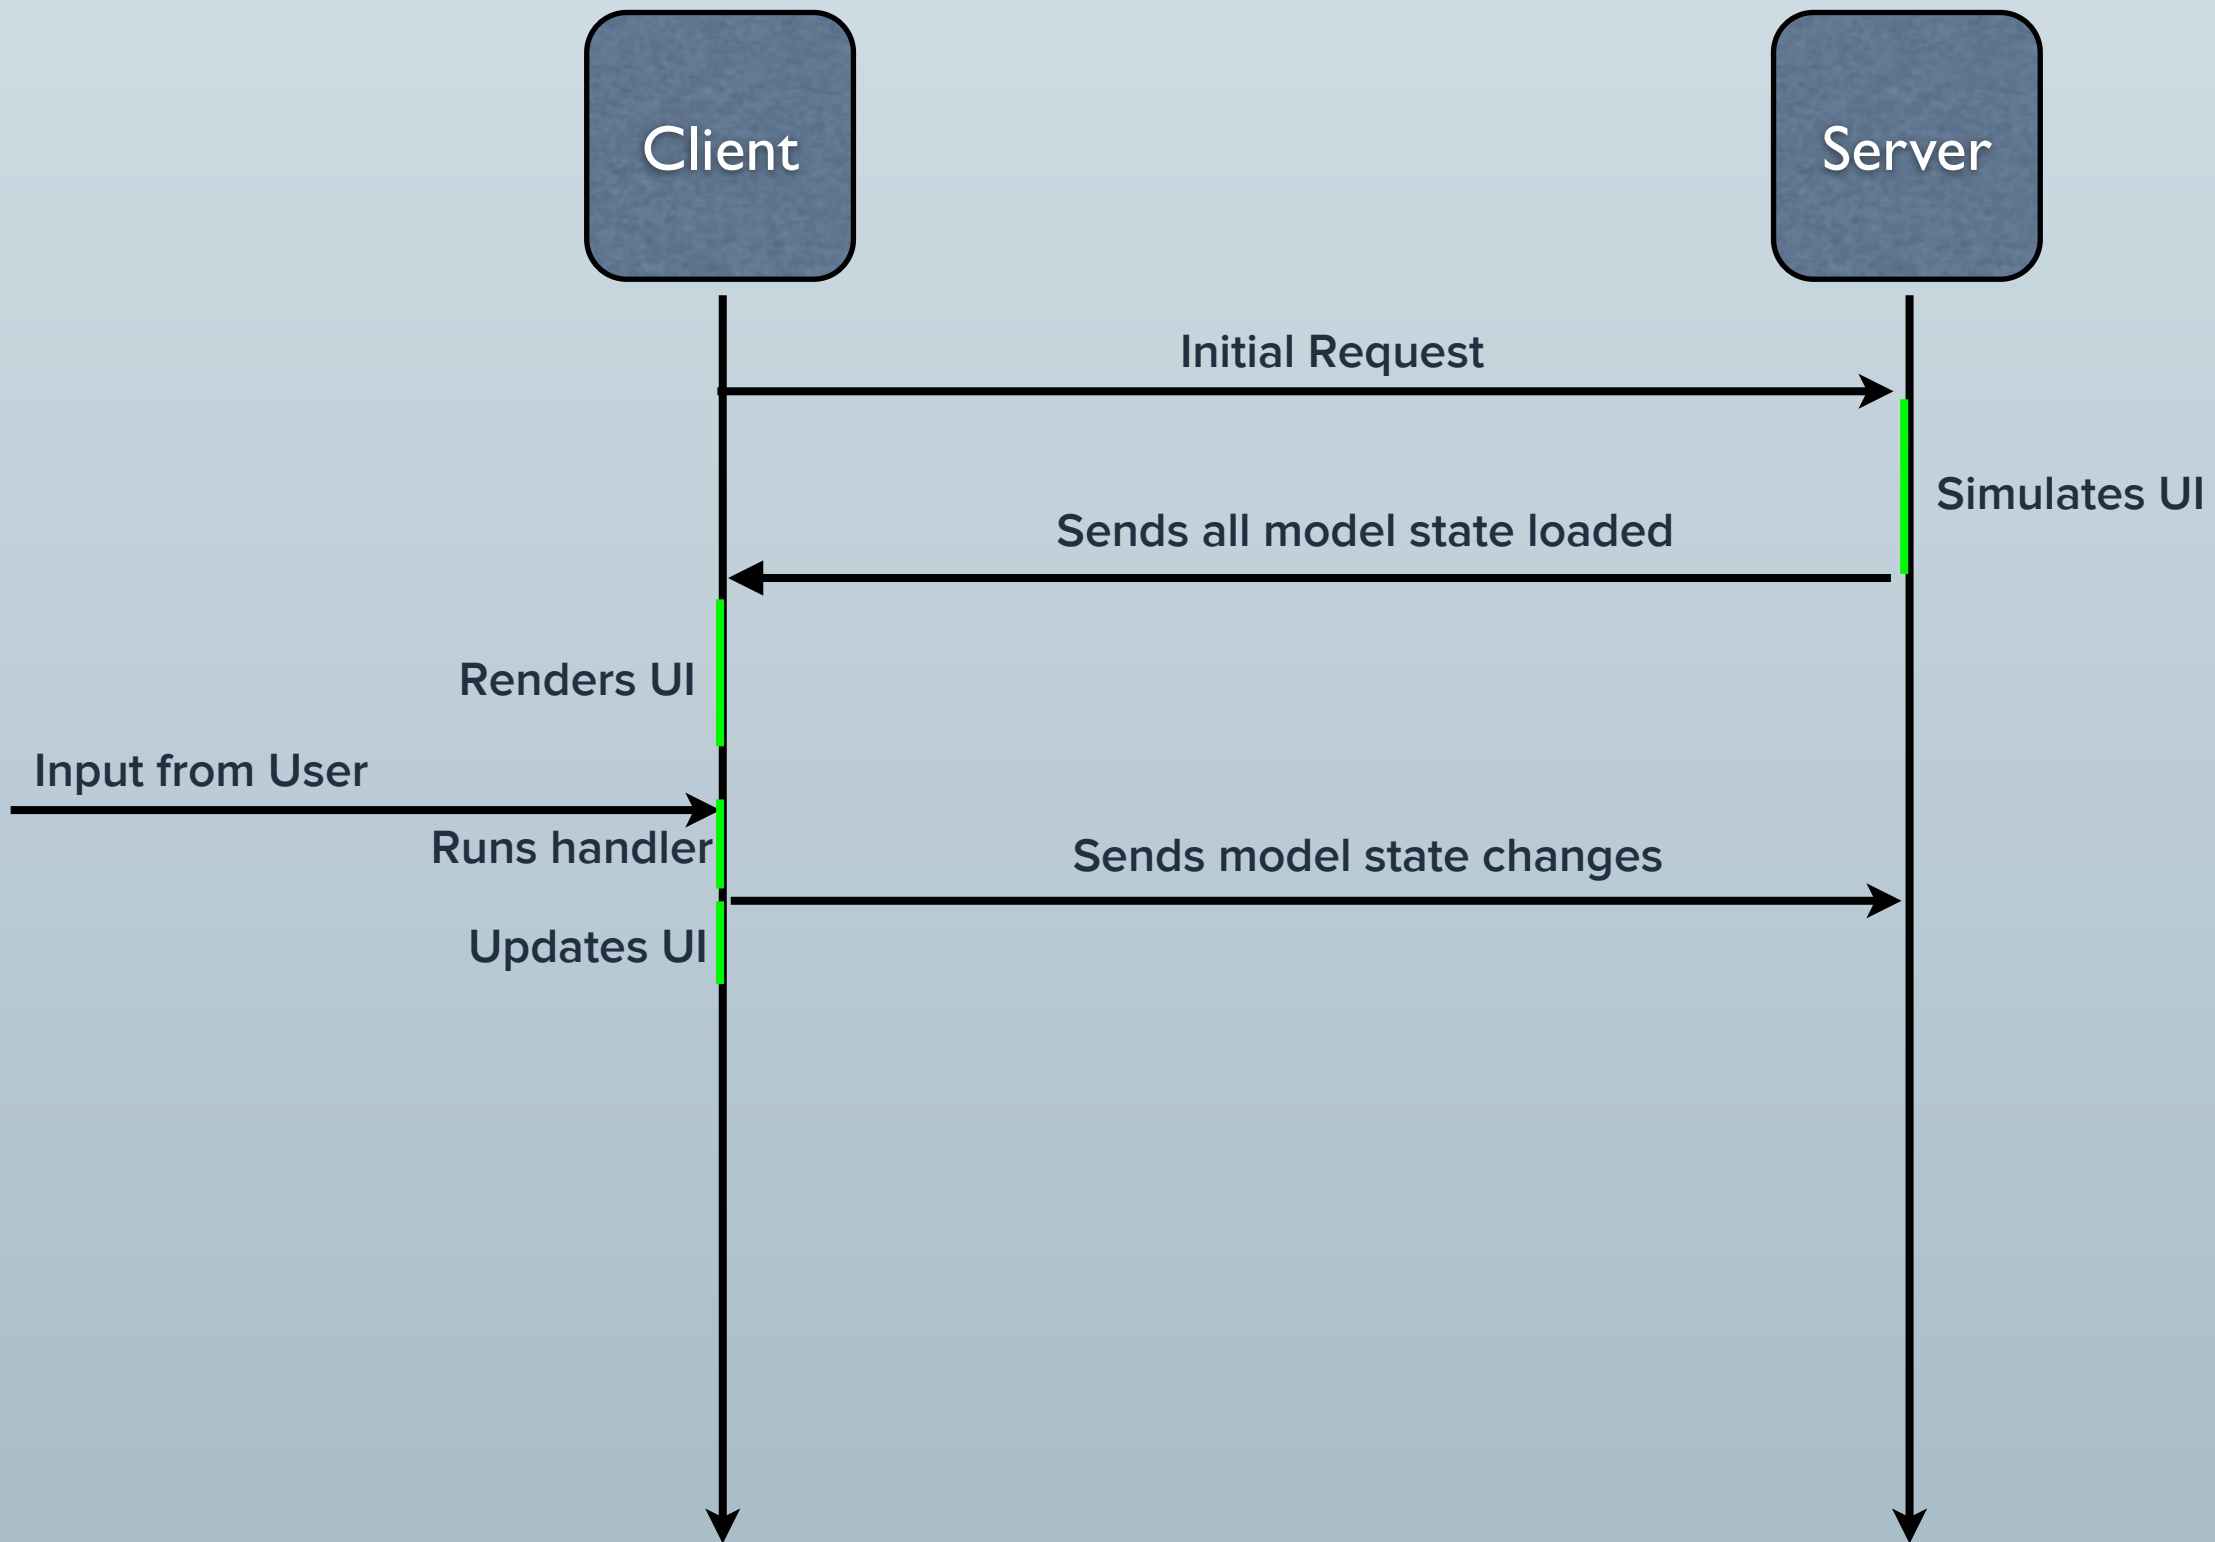 Client
Server
Initial Request
Simulates UI
Sends all model state loaded
Renders UI
Input from User
Runs handler
Sends model state changes
Updates UI